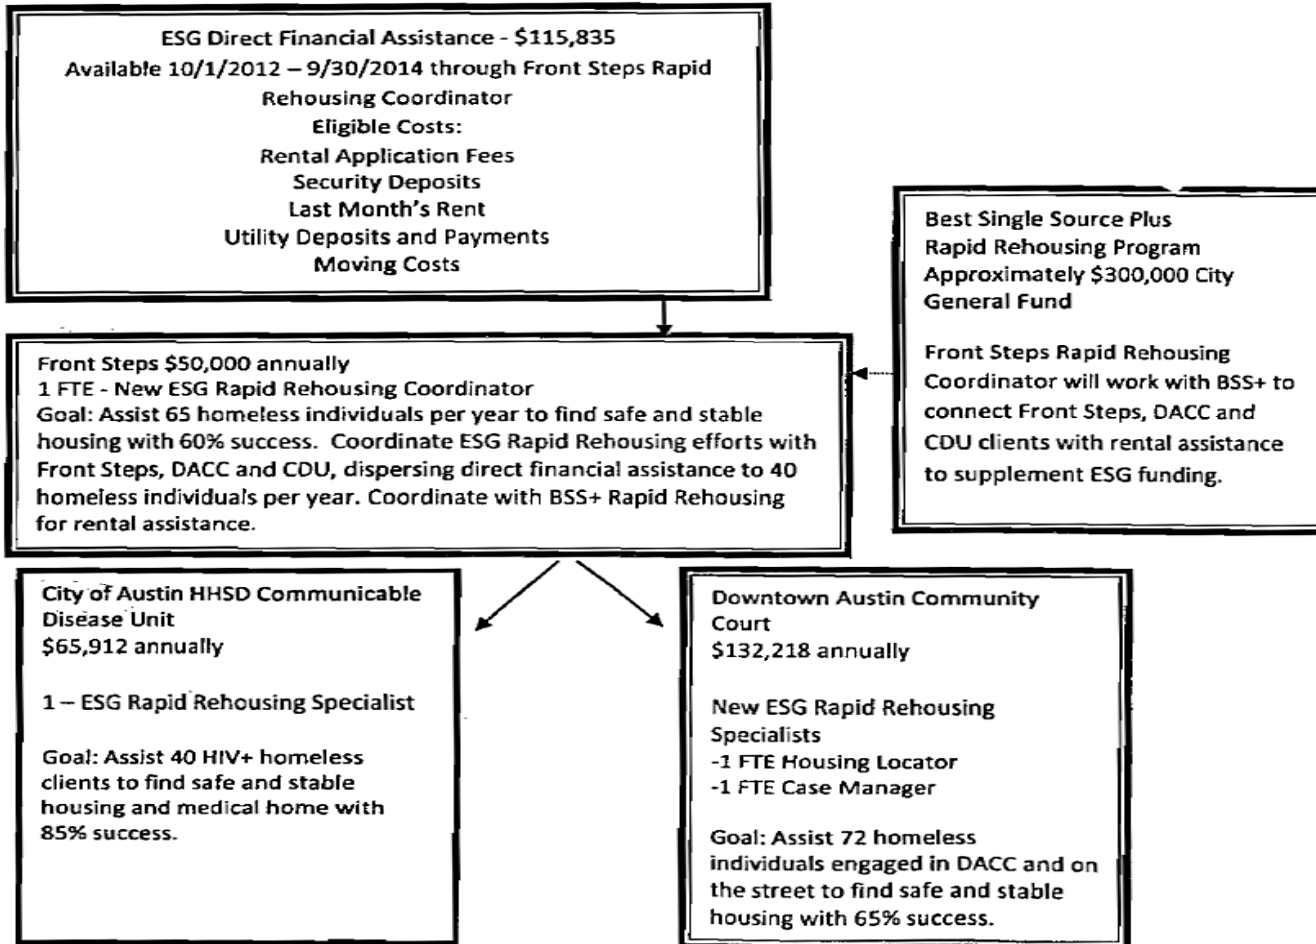 ESG Direct Financial Assistance - $115,835
Available 10/1/2012 – 9/30/2014 through Front Steps Rapid
Rehousing Coordinator
Eligible Costs:
Rental Application Fees
Security Deposits
Last Month's Rent
Utility Deposits and Payments
Moving Costs
Best Single Source Plus
Rapid Rehousing Program
Approximately $300,000 City
General Fund
Front Steps Rapid Rehousing
Coordinator will work with BSS+ to
connect Front Steps, DACC and
CDU clients with rental assistance
to supplement ESG funding.
Front Steps $50,000 annually
1 FTE - New ESG Rapid Rehousing Coordinator
Goal: Assist 65 homeless individuals per year to find safe and stable
housing with 60% success. Coordinate ESG Rapid Rehousing efforts with
Front Steps, DACC and CDU, dispersing direct financial assistance to 40
homeless individuals per year. Coordinate with BSS+ Rapid Rehousing
for rental assistance.
City of Austin HHSD Communicable
Disease Unit
$65,912 annually
1 – ESG Rapid Rehousing Specialist
Goal: Assist 40 HIV+ homeless
clients to find safe and stable
housing and medical home with
85% success.
Downtown Austin Community
Court
$132,218 annually
New ESG Rapid Rehousing
Specialists
-1 FTE Housing Locator
-1 FTE Case Manager
Goal: Assist 72 homeless
individuals engaged in DACC and on
the street to find safe and stable
housing with 65% success.